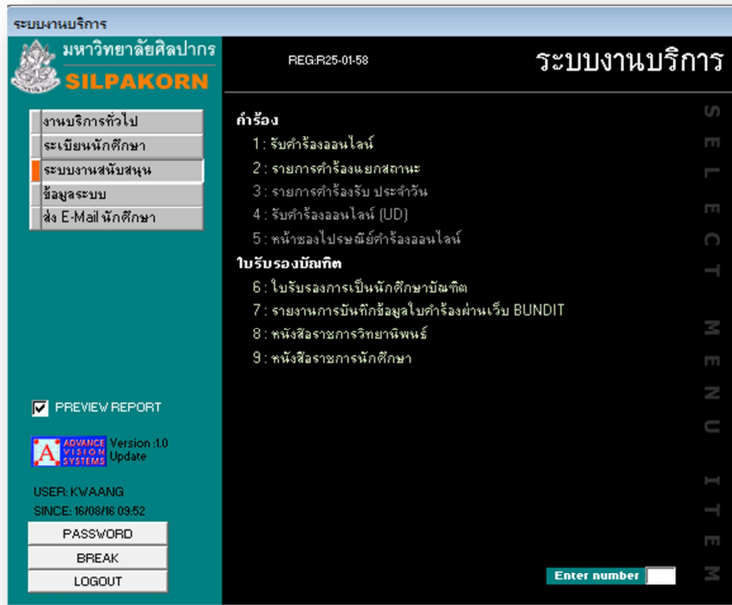 ระบบงานบริการ
มหาวิทยาลัยศิลปากร
SILPAKORN
REG:R25-01-58
ระบบงานบริการ
งานบริการทั่วไป
ระเบียนนักศึกษา
ระบบงานสนับสนุน
ข้อมูลระบบ
ส่ง E-Mail นักศึกษา
คำร้อง
1 : รับคำร้องออนไลน์
2 : รายการคำร้องแยกสถานะ
3 : รายการคำร้องรับ ประจำวัน
4 : รับคำร้องออนไลน์ (UD)
5 : หน้าซองไปรษณีย์คำร้องออนไลน์
ใบรับรองบัณฑิต
6 : ใบรับรองการเป็นนักศึกษาบัณฑิต
7 : รายงานการบันทึกข้อมูลใบคำร้องผ่านเว็บ BUNDIT
8 : หนังสือราชการวิทยานิพนธ์
9 : หนังสือราชการนักศึกษา
SELECT MENU ITEM
PREVIEW REPORT
A
ADVANCE
VISION
SYSTEMS
Version :1.0
Update
USER: KWAANG
SINCE: 16/08/16 09:52
PASSWORD
BREAK
LOGOUT
Enter number